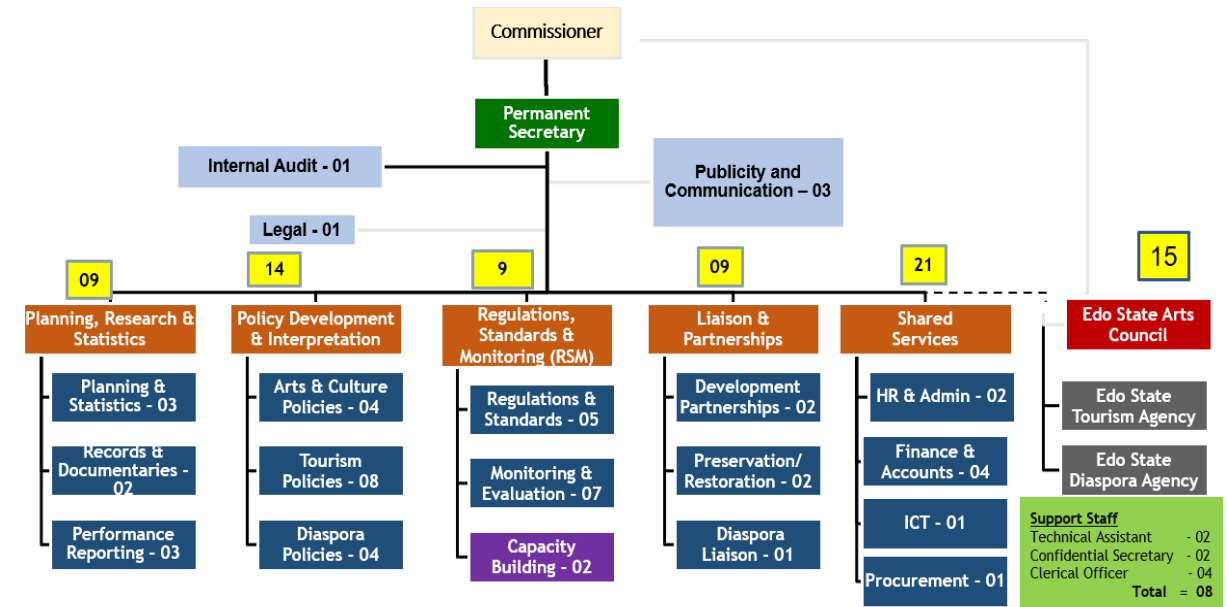 Commissioner
Permanent
Secretary
Internal Audit - 01
Publicity and
Communication – 03
Legal - 01
09
14
9
09
21
15
Planning, Research &
Statistics
Policy Development
& Interpretation
Regulations,
Standards &
Monitoring (RSM)
Liaison &
Partnerships
Shared
Services
Edo State Arts
Council
Planning &
Statistics - 03
Records &
Documentaries -
02
Performance
Reporting - 03
Arts & Culture
Policies - 04
Tourism
Policies - 08
Diaspora
Policies - 04
Regulations &
Standards - 05
Monitoring &
Evaluation - 07
Capacity
Building - 02
Development
Partnerships - 02
Preservation/
Restoration - 02
Diaspora
Liaison - 01
HR & Admin - 02
Finance &
Accounts - 04
ICT - 01
Procurement - 01
Edo State
Tourism Agency
Edo State
Diaspora Agency
Support Staff
Technical Assistant - 02
Confidential Secretary - 02
Clerical Officer - 04
Total = 08